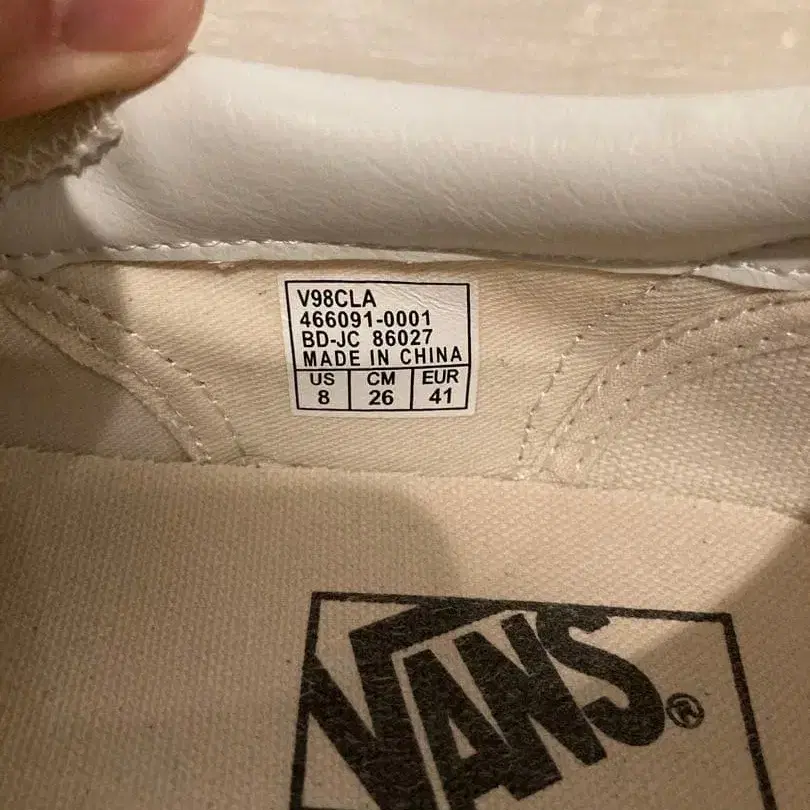 V98CLA
466091-0001
BD-JC 86027
MADE IN CHINA
US CM EUR
8 26 41
VANS®